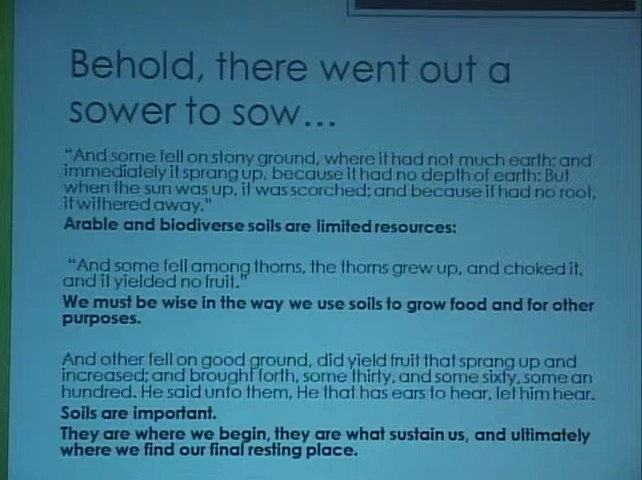 Behold, there went out a
sower to sow...
"And some fell on stony ground, where it had not much earth; and
immediately it sprang up, because it had no depth of earth: But
when the sun was up, it was scorched; and because it had no root,
it withered away."
Arable and biodiverse soils are limited resources:
"And some fell among thorns, the thorns grew up, and choked it,
and it yielded no fruit."
We must be wise in the way we use soils to grow food and for other
purposes.
And other fell on good ground, did yield fruit that sprang up and
increased; and brought forth, some thirty, and some sixty, some an
hundred. He said unto them, He that has ears to hear, let him hear.
Soils are important.
They are where we begin, they are what sustain us, and ultimately
where we find our final resting place.